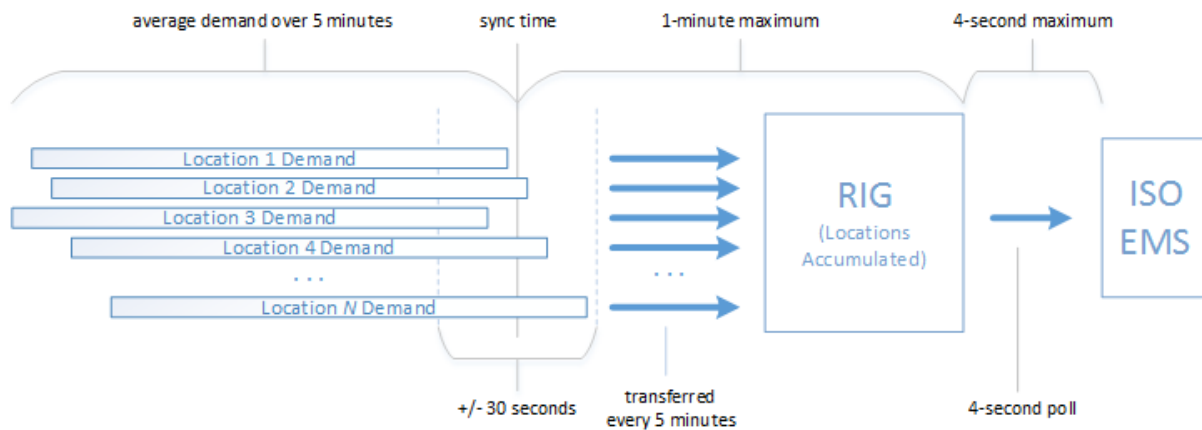 average demand over 5 minutes
sync time
1-minute maximum
4-second maximum
Location 1 Demand
Location 2 Demand
Location 3 Demand
Location 4 Demand
...
Location N Demand
...
RIG
(Locations
Accumulated)
ISO
EMS
+/- 30 seconds
transferred
every 5 minutes
4-second poll